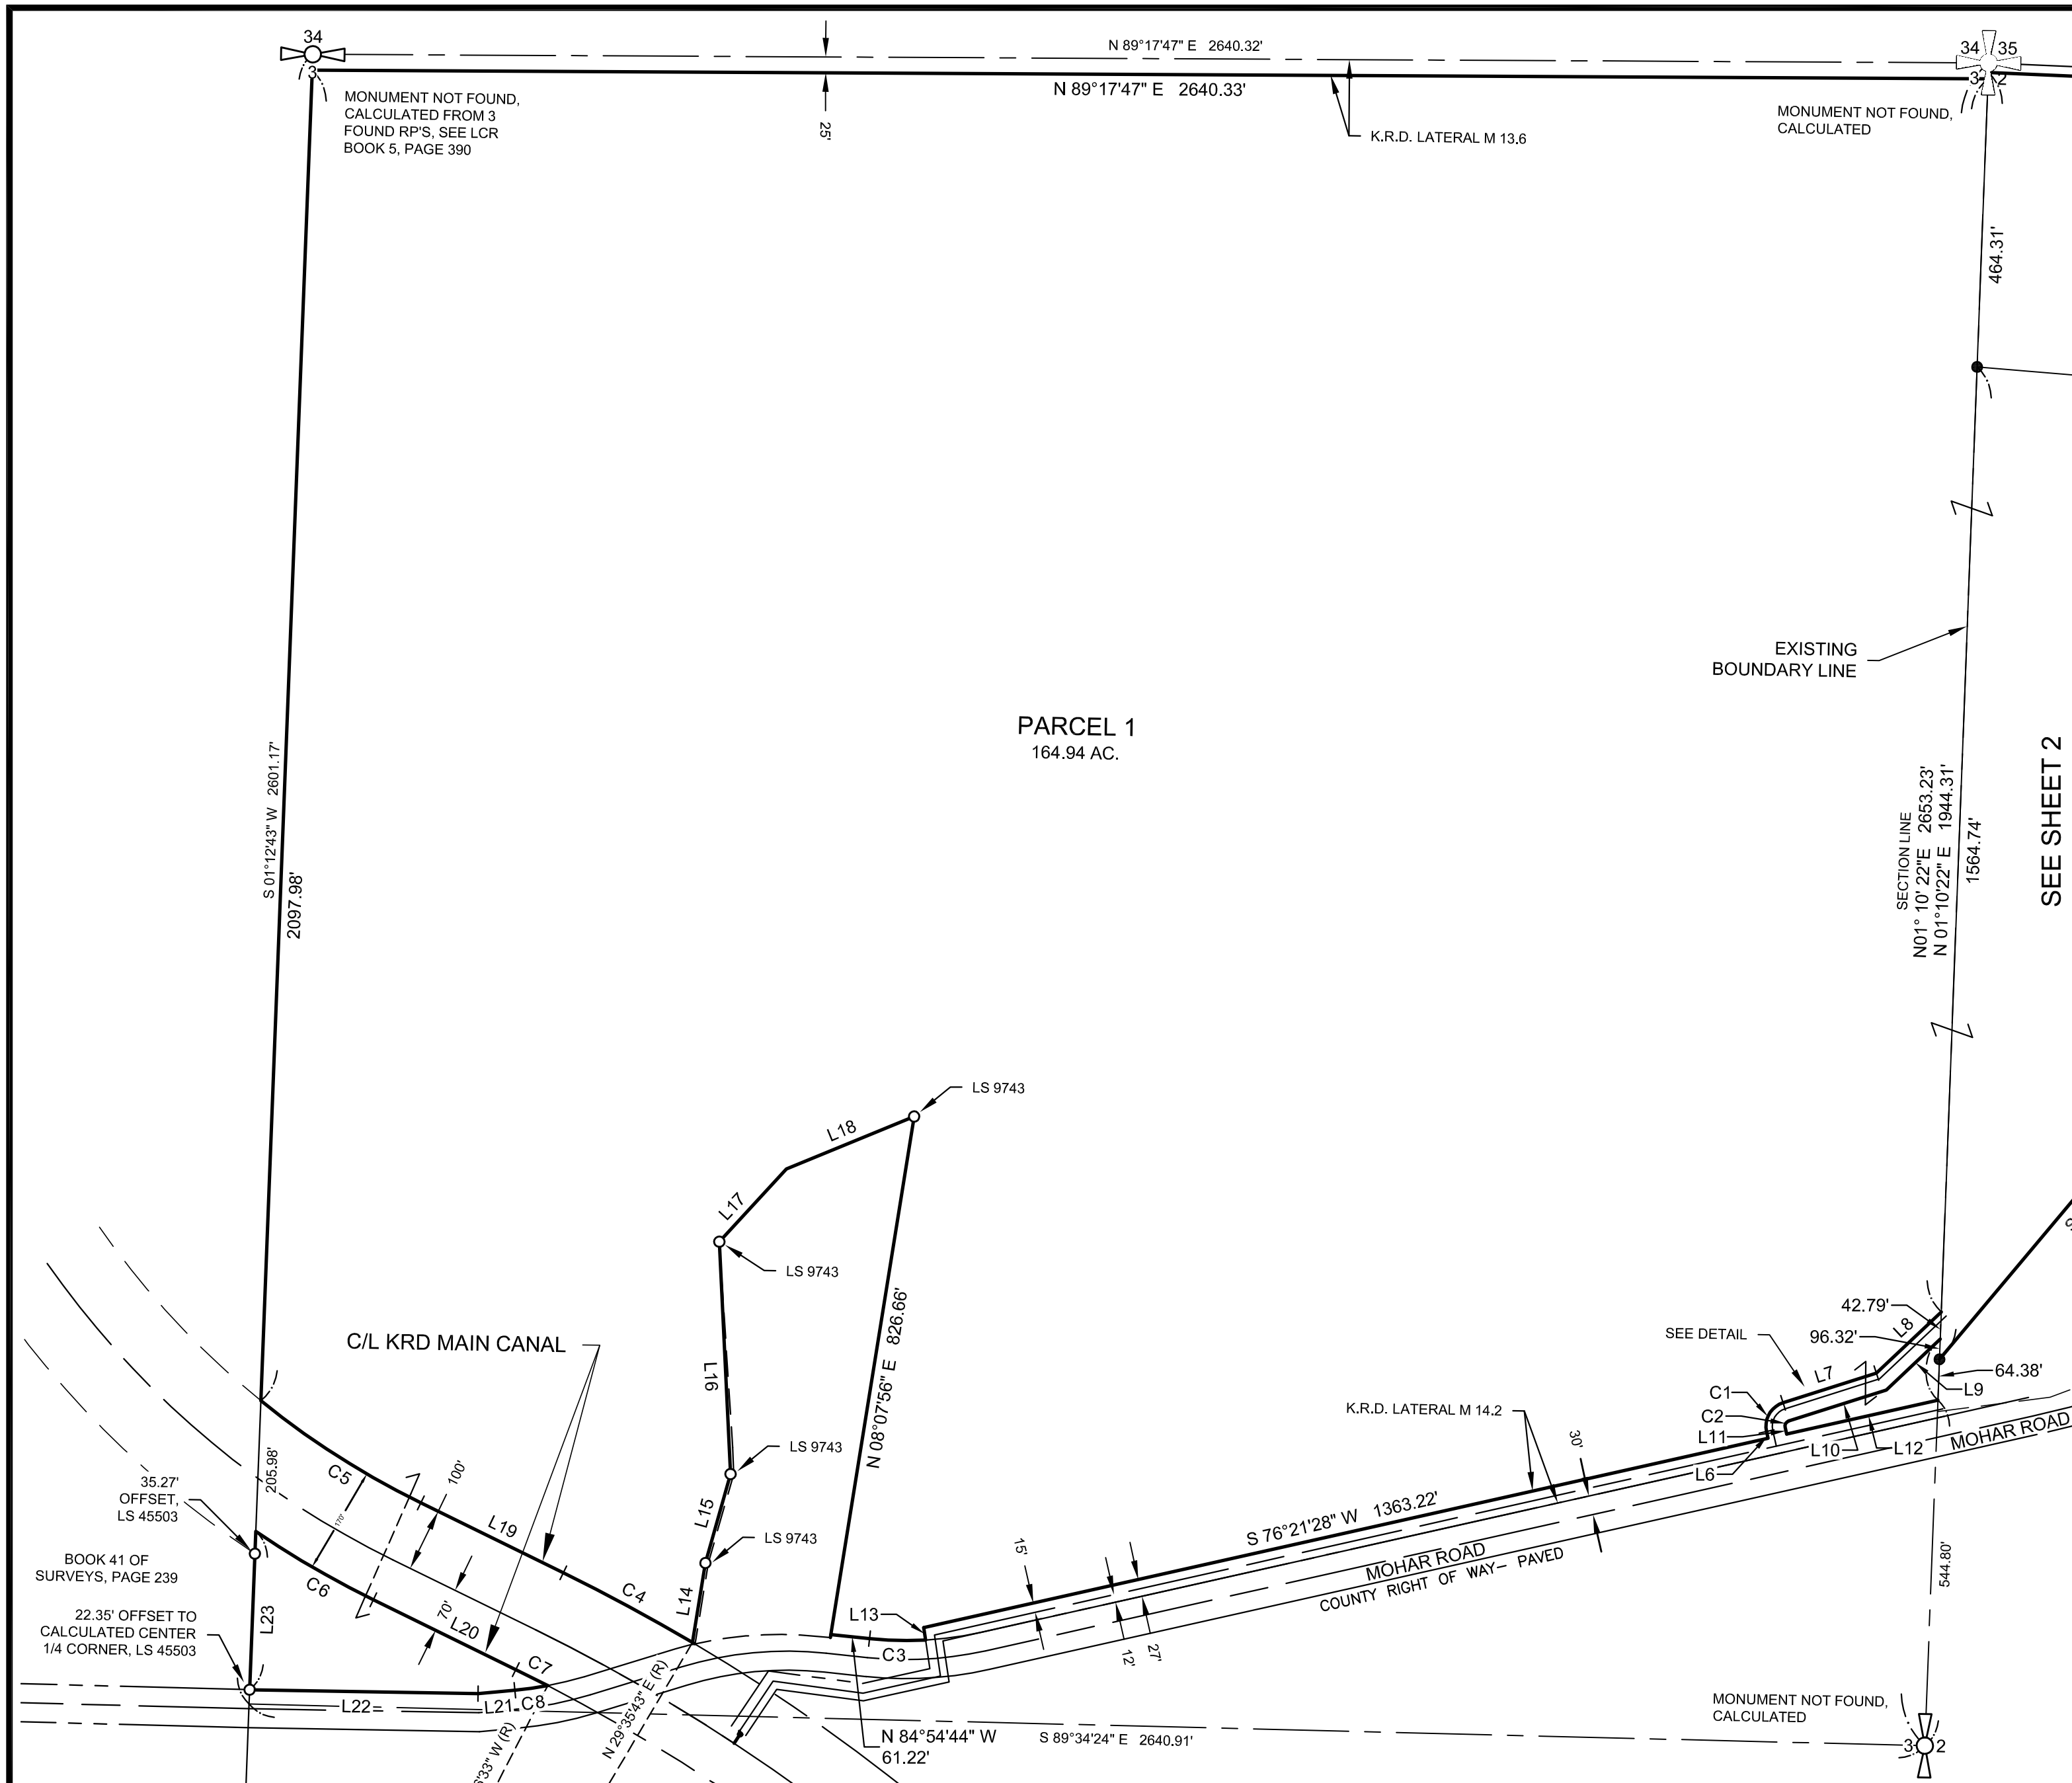 34
N 89°17'47" E 2640.32'
34 35
3
3 2
N 89°17'47" E 2640.33'
MONUMENT NOT FOUND,
CALCULATED FROM 3
FOUND RP'S, SEE LCR
BOOK 5, PAGE 390
25'
K.R.D. LATERAL M 13.6
MONUMENT NOT FOUND,
CALCULATED
464.31'
EXISTING
BOUNDARY LINE
PARCEL 1
164.94 AC.
S 01°12'43" W 2601.17'
2097.98'
SECTION LINE
N01° 10' 22"E 2653.23'
N 01°10'22" E 1944.31'
1564.74'
SEE SHEET 2
LS 9743
L18
L17
LS 9743
C/L KRD MAIN CANAL
L16
N 08°07'56" E 826.66'
42.79'
L8
SEE DETAIL
96.32'
L7
64.38'
C1
L9
C2
K.R.D. LATERAL M 14.2
L11
L10
L12
MOHAR ROAD
L6
30'
LS 9743
C5
100'
205.98'
35.27'
OFFSET,
LS 45503
170'
L19
L15
S 76°21'28" W 1363.22'
LS 9743
15'
MOHAR ROAD
COUNTY RIGHT OF WAY– PAVED
544.80'
BOOK 41 OF
SURVEYS, PAGE 239
C6
C4
L14
70'
L20
L23
22.35' OFFSET TO
CALCULATED CENTER
1/4 CORNER, LS 45503
L13
C3
12'
27'
C7
L22
L21
C8
N 29°35'43" E (R)
6'33" W (R)
N 84°54'44" W
61.22'
S 89°34'24" E 2640.91'
MONUMENT NOT FOUND,
CALCULATED
3 2